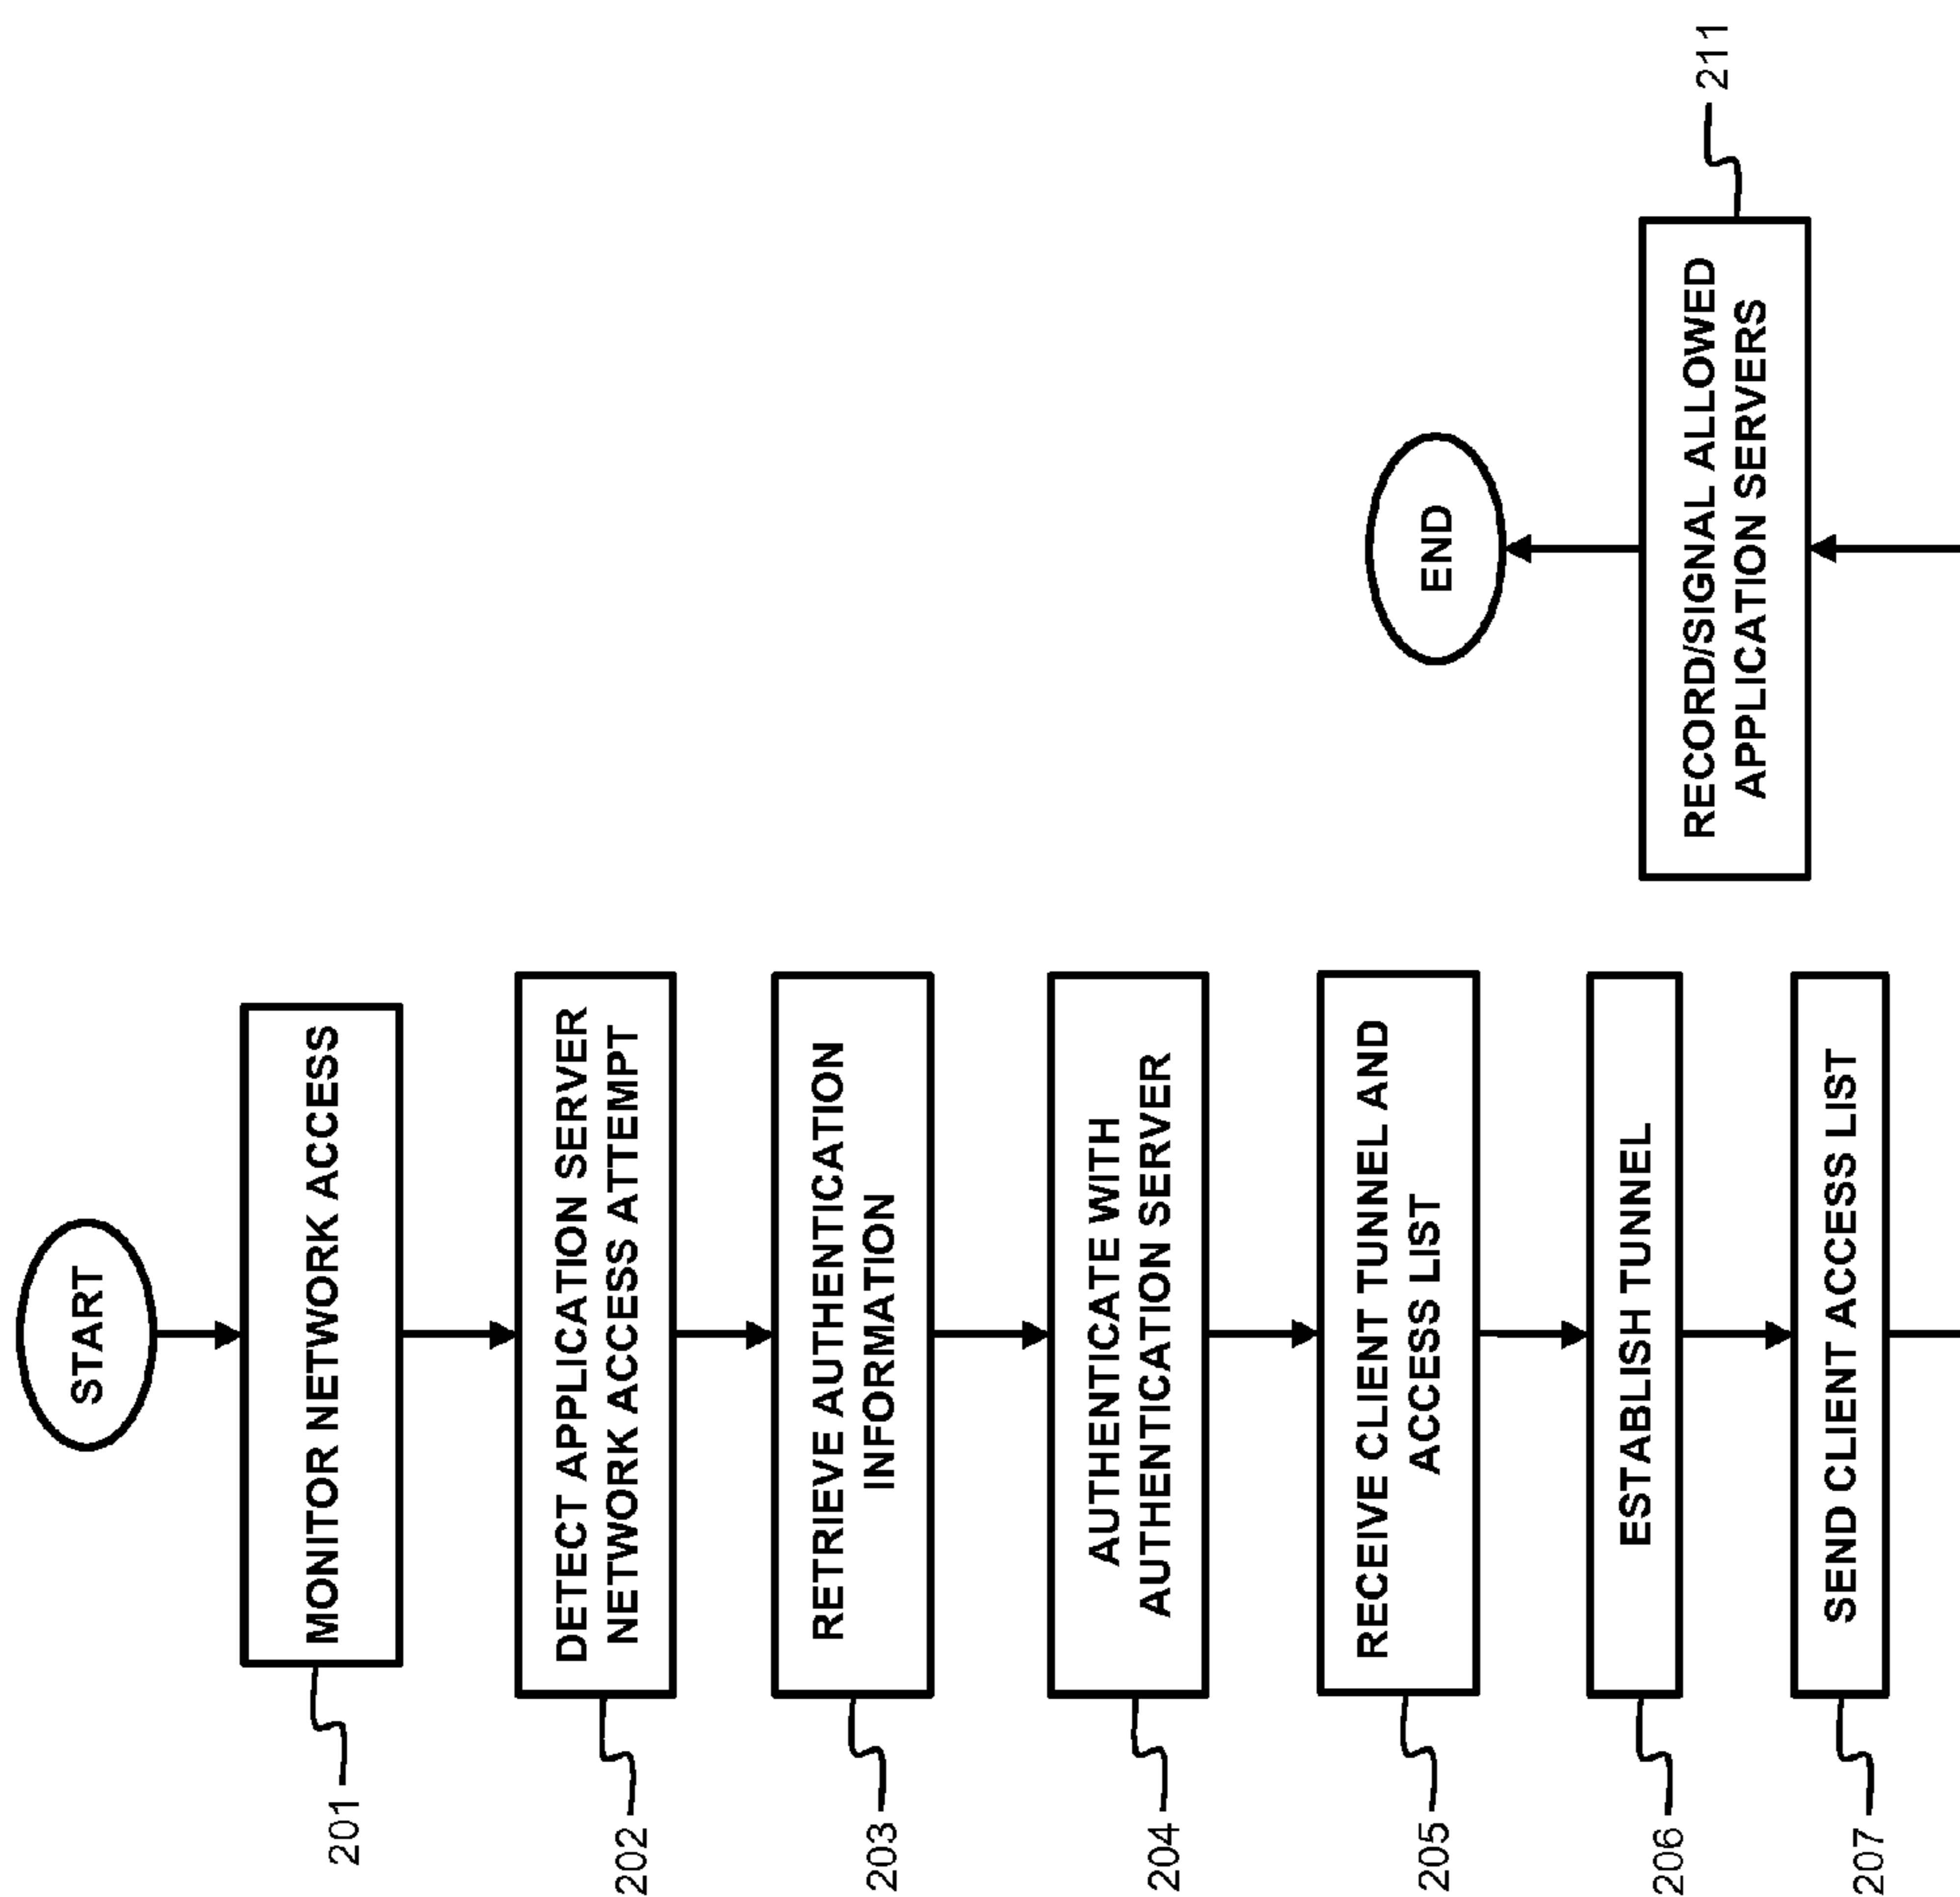 START
MONITOR NETWORK ACCESS
201
DETECT APPLICATION SERVER
NETWORK ACCESS ATTEMPT
202
RETRIEVE AUTHENTICATION
INFORMATION
203
AUTHENTICATE WITH
AUTHENTICATION SERVER
204
RECEIVE CLIENT TUNNEL AND
ACCESS LIST
205
ESTABLISH TUNNEL
206
SEND CLIENT ACCESS LIST
207
END
RECORD/SIGNAL ALLOWED
APPLICATION SERVERS
211